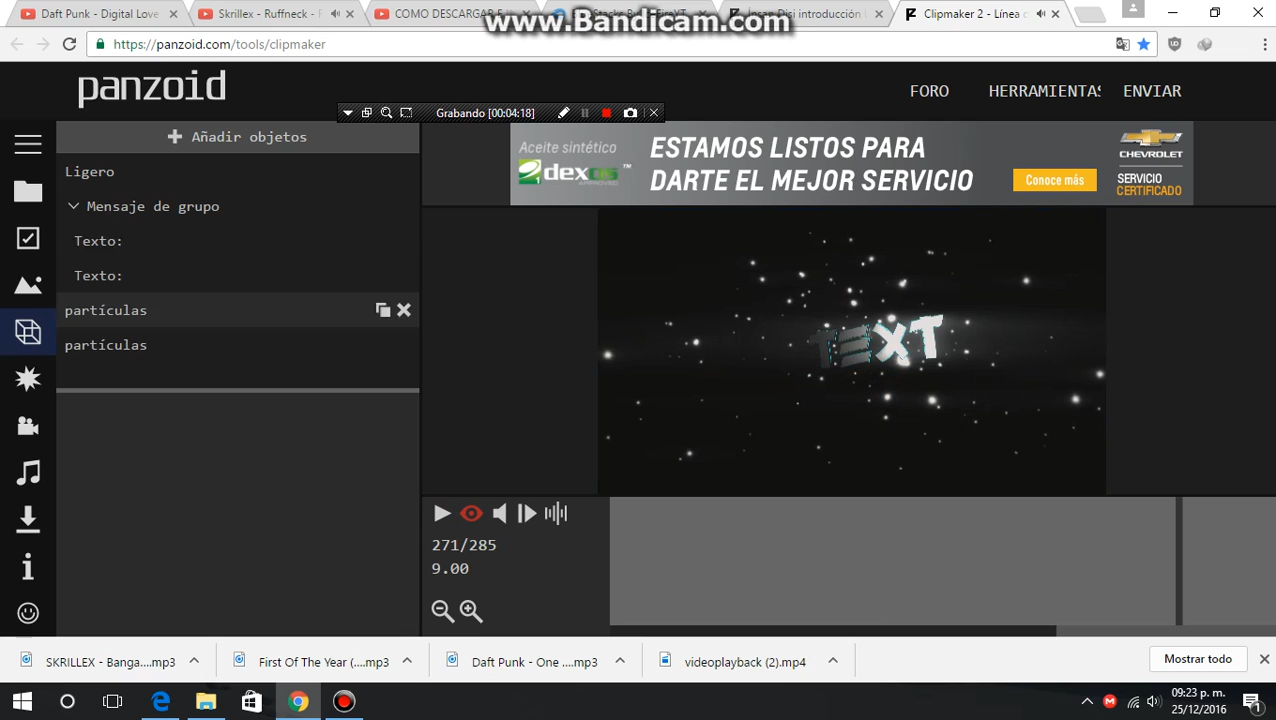 Daft Punk - Digital Love
Skrillex - Ruffneck - F
COMO DESCARGAR
www.Bandicam.com
Disi introducción
Clipmaker 2 - Línea d
https://panzoid.com/tools/clipmaker
panzoid
FORO
HERRAMIENTAS
ENVIAR
Grabando [00:04:18]
Añadir objetos
Aceite sintético
dexos
APPROVED
TM
ESTAMOS LISTOS PARA
DARTE EL MEJOR SERVICIO
Conoce más
CHEVROLET
SERVICIO
CERTIFICADO
Ligero
Mensaje de grupo
Texto:
Texto:
partículas
partículas
TEXT
271/285
9.00
SKRILLEX - Banga....mp3
First Of The Year (....mp3
Daft Punk - One ....mp3
videoplayback (2).mp4
Mostrar todo
09:23 p. m.
25/12/2016
1